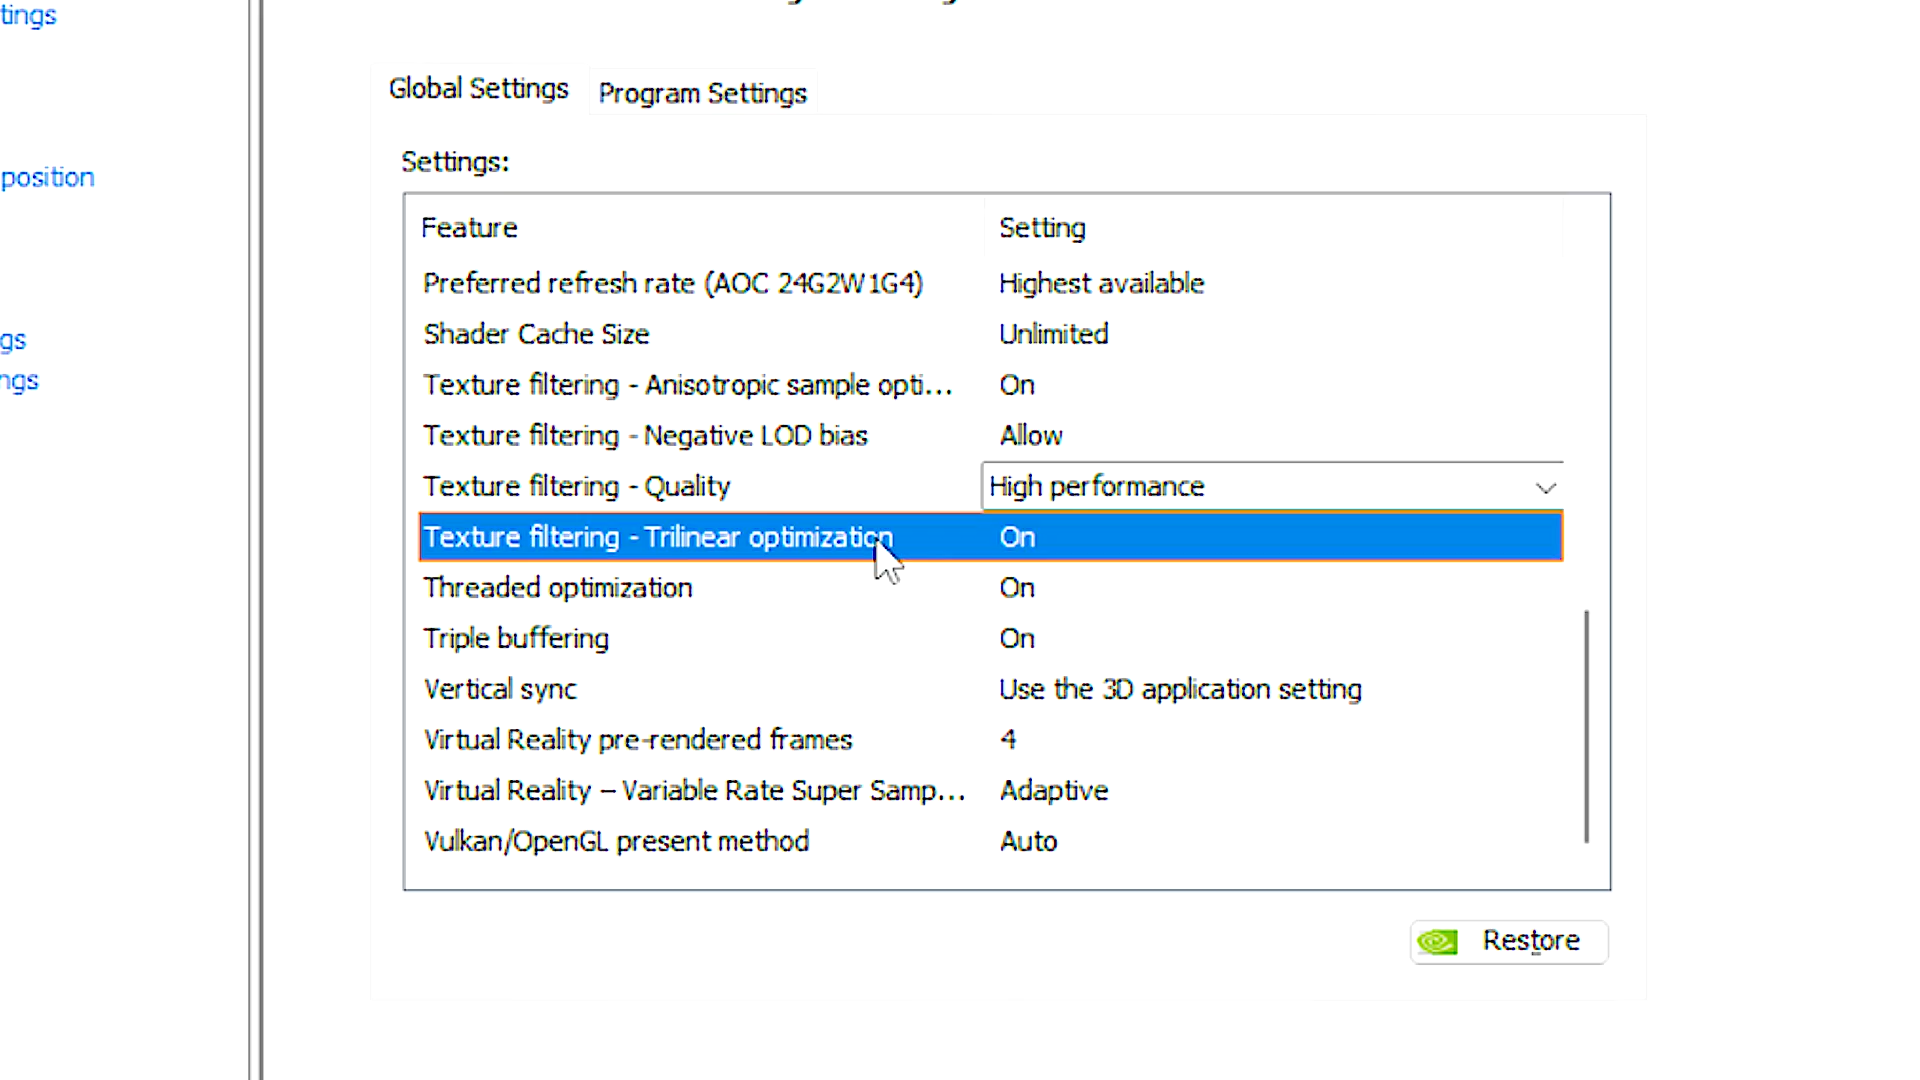 tings
position
gs
ngs
Global Settings
Program Settings
Settings:
Feature Setting
Preferred refresh rate (AOC 24G2W1G4) Highest available
Shader Cache Size Unlimited
Texture filtering - Anisotropic sample opti... On
Texture filtering - Negative LOD bias Allow
Texture filtering - Quality High performance
Texture filtering - Trilinear optimization On
Threaded optimization On
Triple buffering On
Vertical sync Use the 3D application setting
Virtual Reality pre-rendered frames 4
Virtual Reality – Variable Rate Super Samp... Adaptive
Vulkan/OpenGL present method Auto
Restore